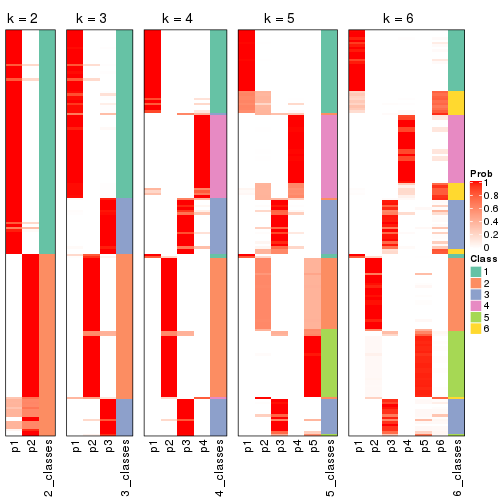 k = 2
k = 3
k = 4
k = 5
k = 6
Prob
1
0.8
0.6
0.4
0.2
0
Class
1
2
3
4
5
6
p1
p2
2_classes
p1
p2
p3
3_classes
p1
p2
p3
p4
4_classes
p1
p2
p3
p4
p5
5_classes
p1
p2
p3
p4
p5
p6
6_classes